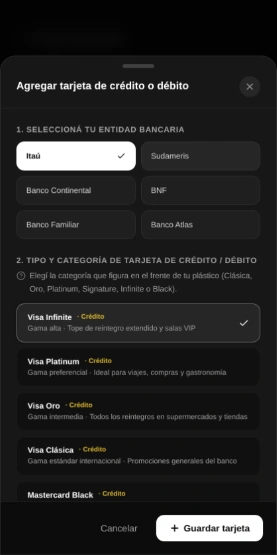 Agregar tarjeta de crédito o débito
1. SELECCIONÁ TU ENTIDAD BANCARIA
Itaú
Sudameris
Banco Continental
BNF
Banco Familiar
Banco Atlas
2. TIPO Y CATEGORÍA DE TARJETA DE CRÉDITO / DÉBITO
Elegí la categoría que figura en el frente de tu plástico (Clásica,
Oro, Platinum, Signature, Infinite o Black).
Visa Infinite · Crédito
Gama alta · Tope de reintegro extendido y salas VIP
Visa Platinum · Crédito
Gama preferencial · Ideal para viajes, compras y gastronomía
Visa Oro · Crédito
Gama intermedia · Todos los reintegros en supermercados y tiendas
Visa Clásica · Crédito
Gama estándar internacional · Promociones generales del banco
Mastercard Black · Crédito
Cancelar
+ Guardar tarjeta